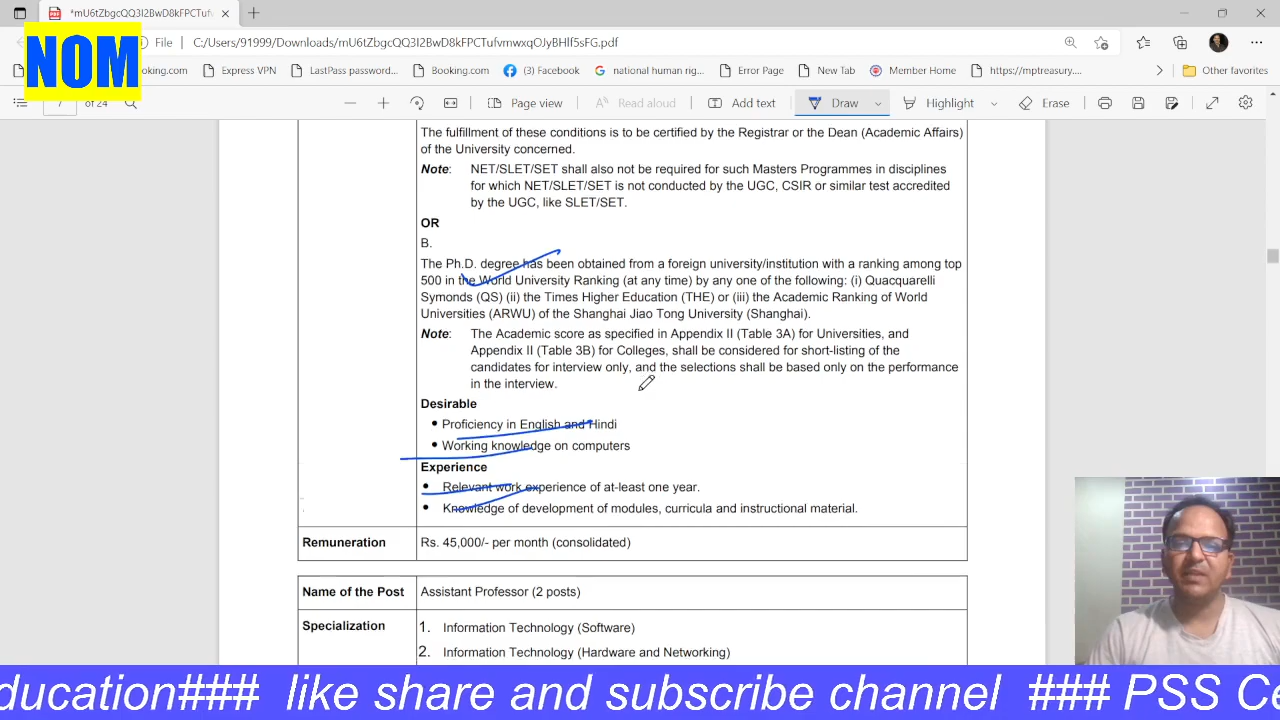 *mU6tZbgcQQ3I2BwD8kFPCTufvm
NOM
File C:/Users/91999/Downloads/mU6tZbgcQQ3I2BwD8kFPCTufvmwxqOJyBHIf5sFG.pdf
oking.com Express VPN LastPass password... Booking.com (3) Facebook national human rig... Error Page New Tab Member Home https://mptreasury.... Other favorites
7 of 24 Page view Read aloud Add text Draw Highlight Erase
The fulfillment of these conditions is to be certified by the Registrar or the Dean (Academic Affairs)
of the University concerned.
Note: NET/SLET/SET shall also not be required for such Masters Programmes in disciplines
for which NET/SLET/SET is not conducted by the UGC, CSIR or similar test accredited
by the UGC, like SLET/SET.
OR
B.
The Ph.D. degree has been obtained from a foreign university/institution with a ranking among top
500 in the World University Ranking (at any time) by any one of the following: (i) Quacquarelli
Symonds (QS) (ii) the Times Higher Education (THE) or (iii) the Academic Ranking of World
Universities (ARWU) of the Shanghai Jiao Tong University (Shanghai).
Note: The Academic score as specified in Appendix II (Table 3A) for Universities, and
Appendix II (Table 3B) for Colleges, shall be considered for short-listing of the
candidates for interview only, and the selections shall be based only on the performance
in the interview.
Desirable
• Proficiency in English and Hindi
• Working knowledge on computers
Experience
• Relevant work experience of at-least one year.
• Knowledge of development of modules, curricula and instructional material.
Remuneration Rs. 45,000/- per month (consolidated)
Name of the Post Assistant Professor (2 posts)
Specialization 1. Information Technology (Software)
2. Information Technology (Hardware and Networking)
ducation### like share and subscribe channel ### PSS Ce